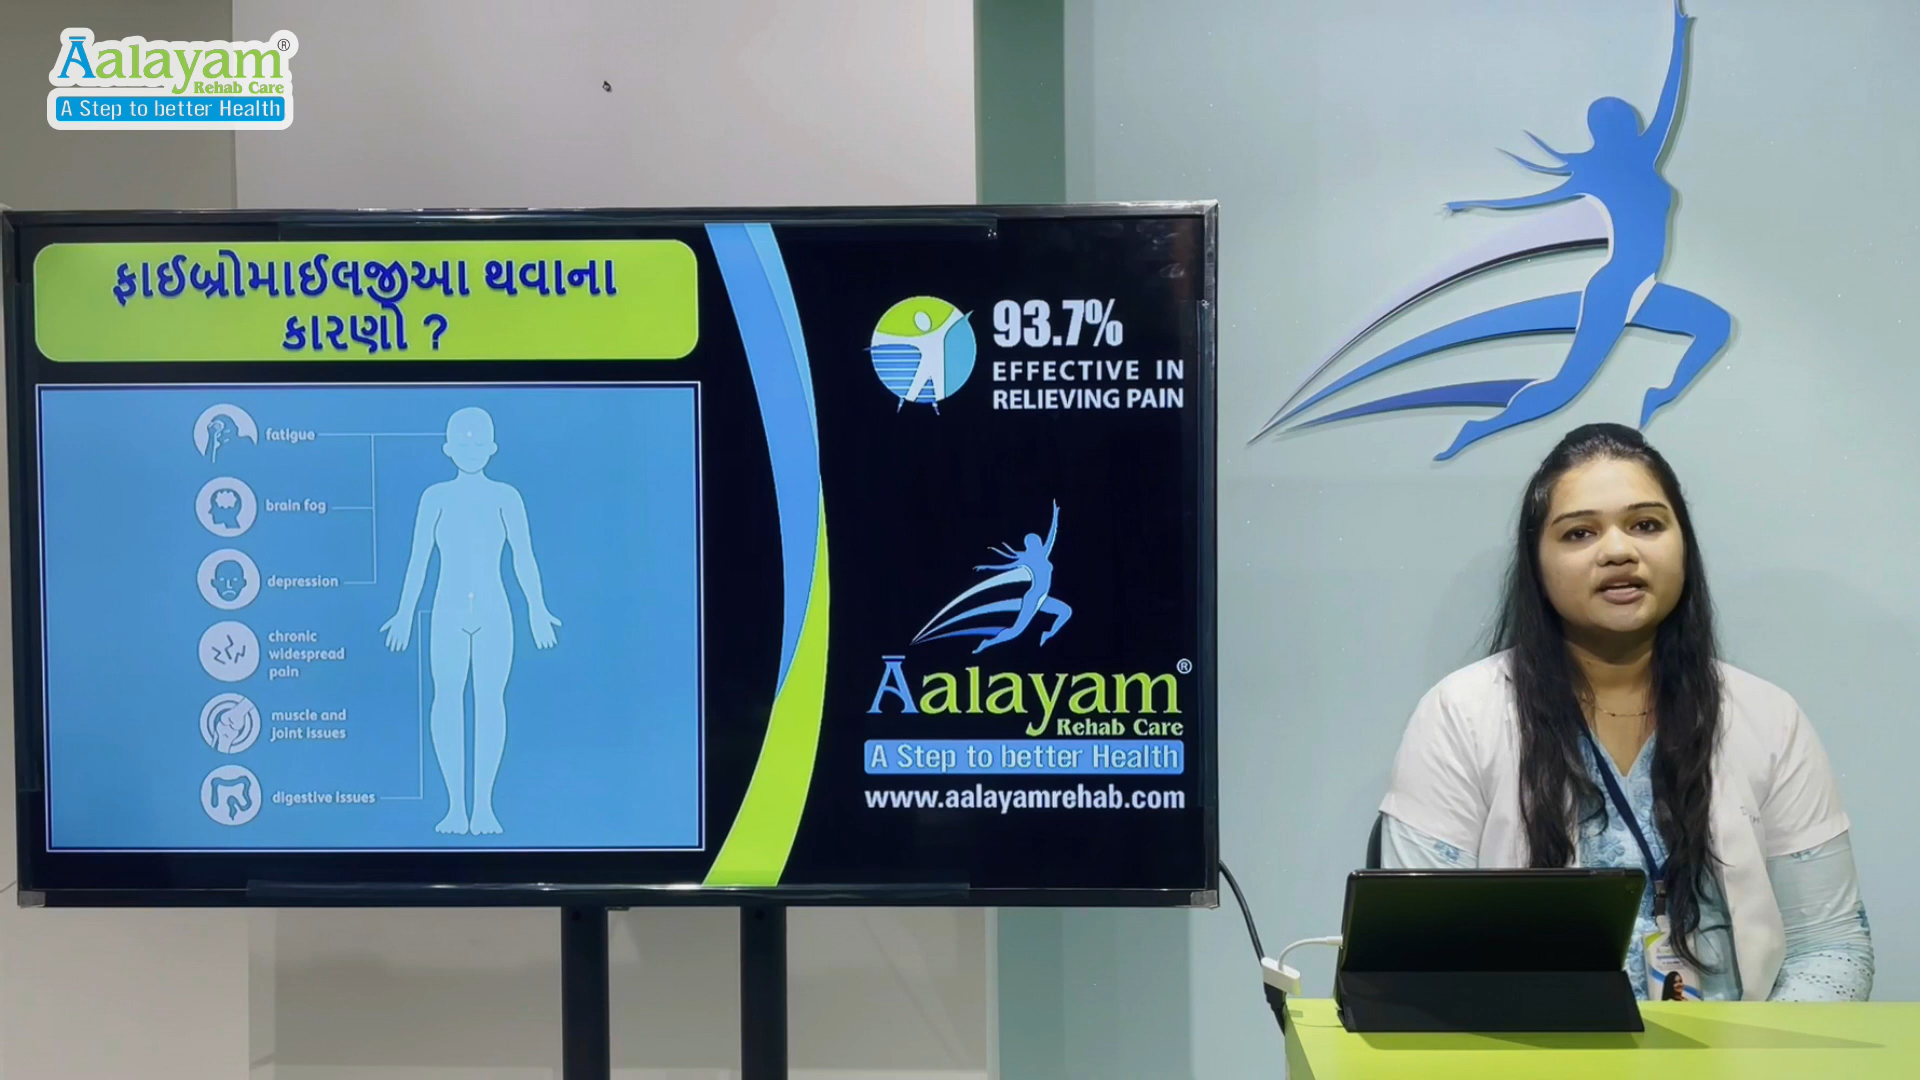 Āalayam®
Rehab Care
A Step to better Health
ફાઈબ્રોમાઈલજીઆ થવાના
કારણો ?
fatigue
brain fog
depression
chronic
widespread
pain
muscle and
joint issues
digestive issues
93.7%
EFFECTIVE IN
RELIEVING PAIN
Āalayam®
Rehab Care
A Step to better Health
www.aalayamrehab.com